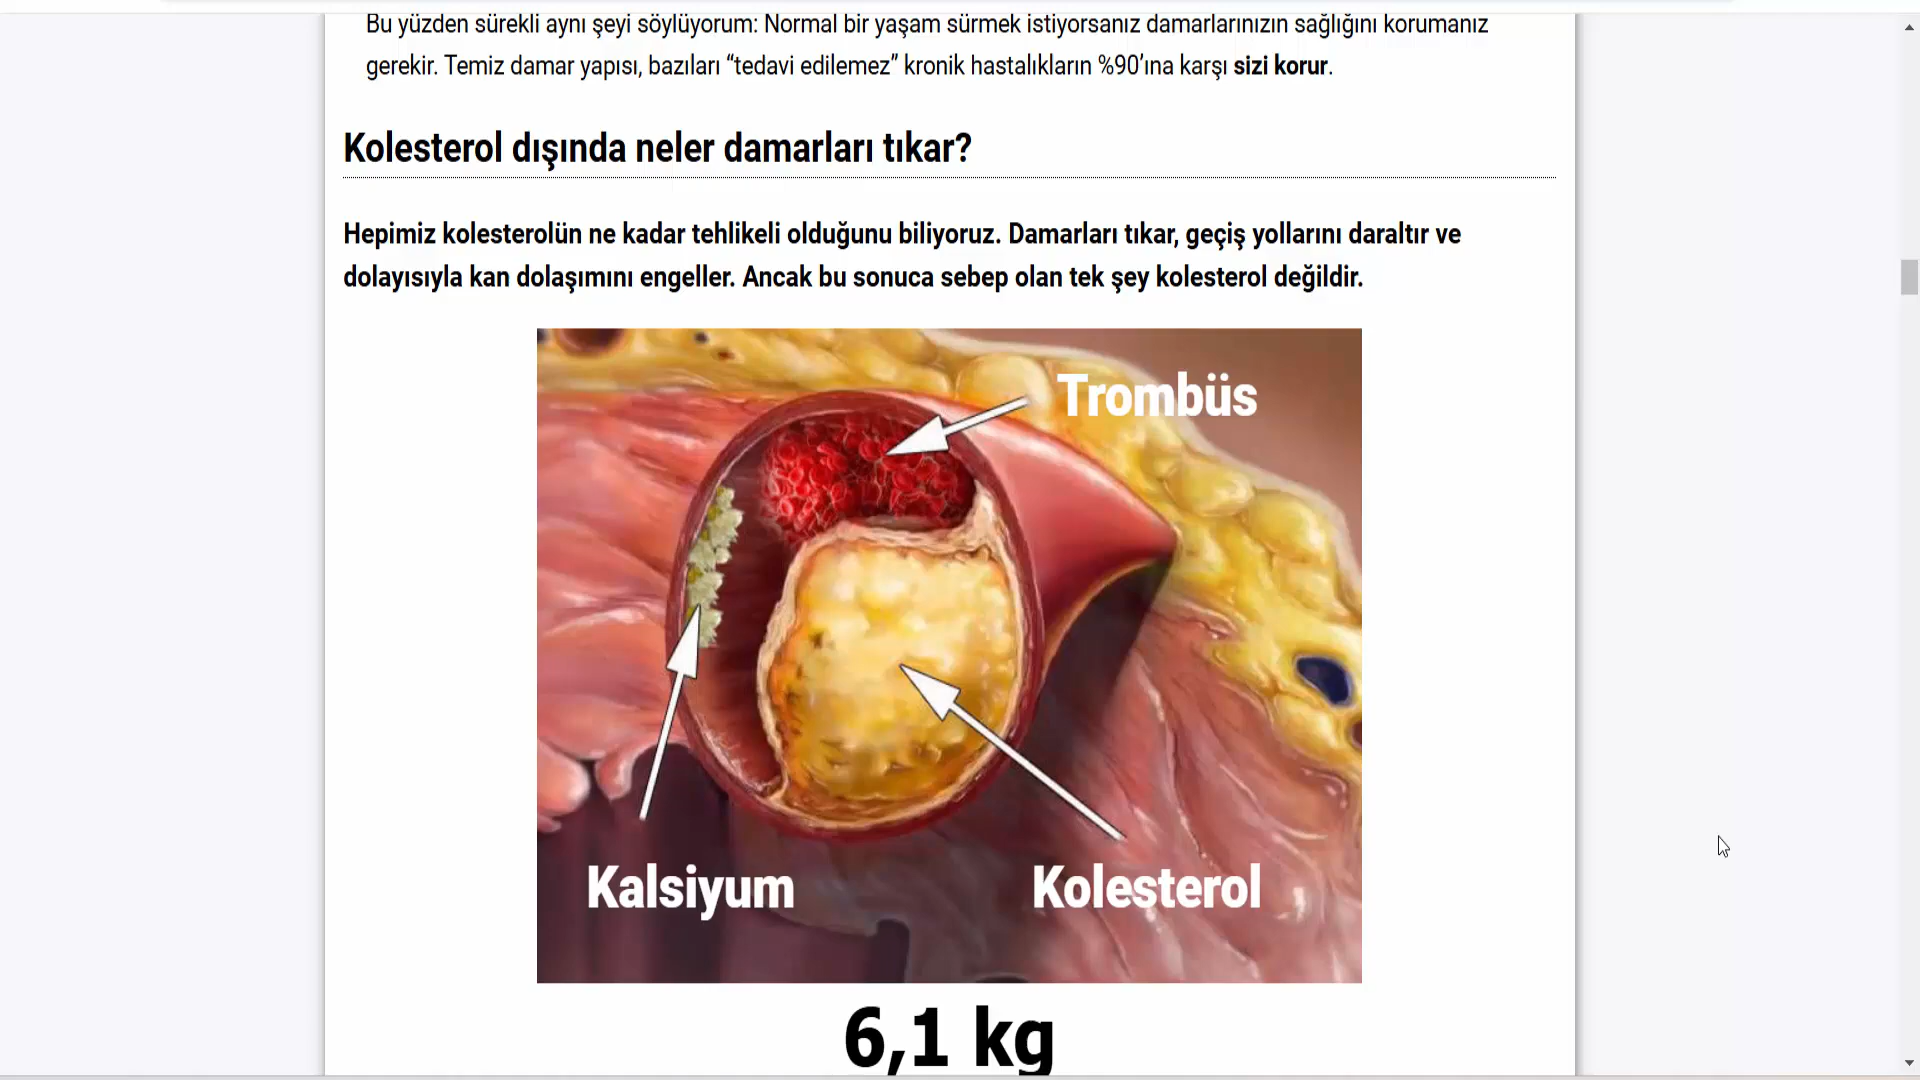 Bu yüzden sürekli aynı şeyi söylüyorum: Normal bir yaşam sürmek istiyorsanız damarlarınızın sağlığını korumanız
gerekir. Temiz damar yapısı, bazıları “tedavi edilemez” kronik hastalıkların %90’ına karşı sizi korur.
Kolesterol dışında neler damarları tıkar?
Hepimiz kolesterolün ne kadar tehlikeli olduğunu biliyoruz. Damarları tıkar, geçiş yollarını daraltır ve
dolayısıyla kan dolaşımını engeller. Ancak bu sonuca sebep olan tek şey kolesterol değildir.
Trombüs
Kalsiyum
Kolesterol
6,1 kg